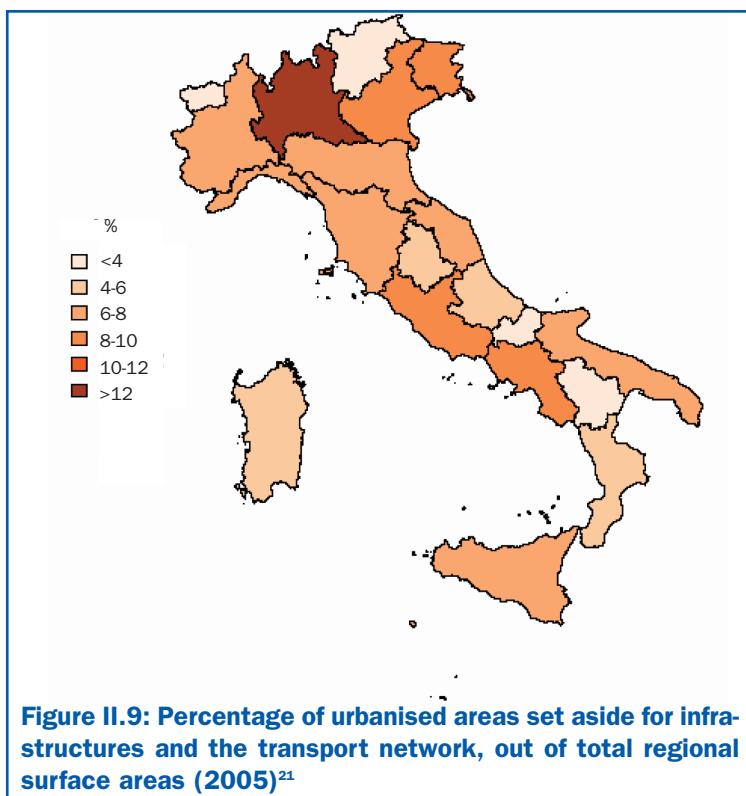 %
<4
4-6
6-8
8-10
10-12
>12
Figure II.9: Percentage of urbanised areas set aside for infra-
structures and the transport network, out of total regional
surface areas (2005)21